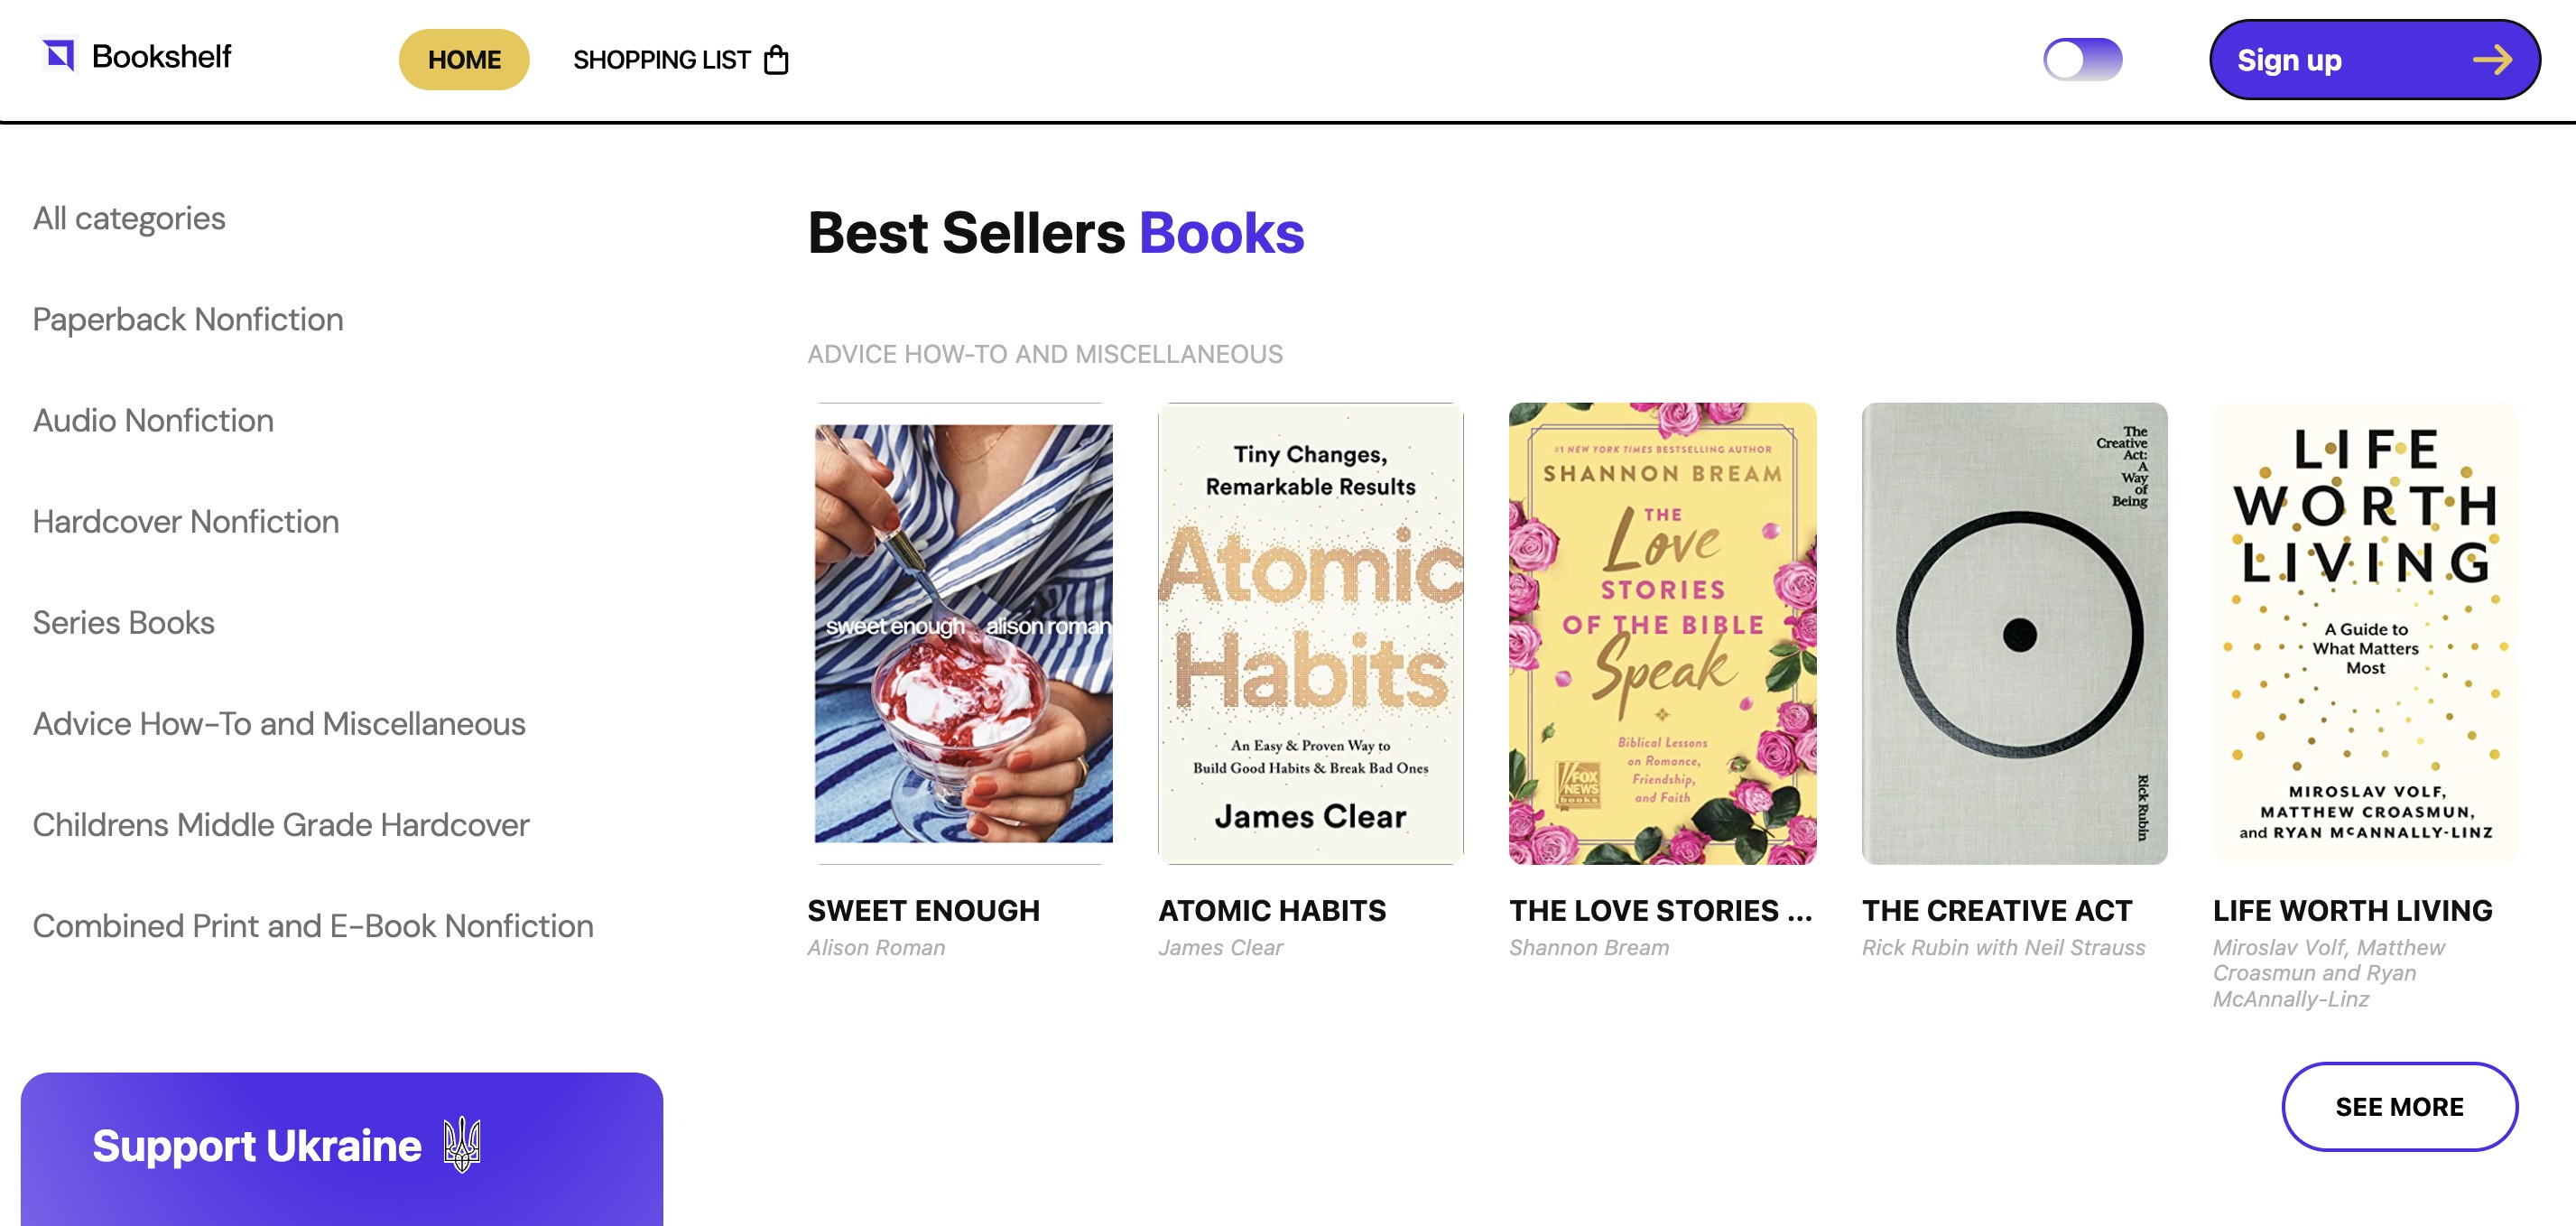 Bookshelf
HOME
SHOPPING LIST
Sign up
All categories
Paperback Nonfiction
Audio Nonfiction
Hardcover Nonfiction
Series Books
Advice How-To and Miscellaneous
Childrens Middle Grade Hardcover
Combined Print and E-Book Nonfiction
Support Ukraine
Best Sellers Books
ADVICE HOW-TO AND MISCELLANEOUS
sweet enough alison roman
SWEET ENOUGH
Alison Roman
Tiny Changes,
Remarkable Results
Atomic
Habits
An Easy & Proven Way to
Build Good Habits & Break Bad Ones
James Clear
ATOMIC HABITS
James Clear
#1 NEW YORK TIMES BESTSELLING AUTHOR
SHANNON BREAM
THE
Love
STORIES
OF THE BIBLE
Speak
Biblical Lessons
on Romance,
Friendship,
and Faith
FOX
NEWS
books
THE LOVE STORIES ...
Shannon Bream
The
Creative
Act:
A
Way
of
Being
Rick Rubin
THE CREATIVE ACT
Rick Rubin with Neil Strauss
LIFE
WORTH
LIVING
A Guide to
What Matters
Most
MIROSLAV VOLF,
MATTHEW CROASMUN,
and RYAN McANNALLY-LINZ
LIFE WORTH LIVING
Miroslav Volf, Matthew
Croasmun and Ryan
McAnnally-Linz
SEE MORE